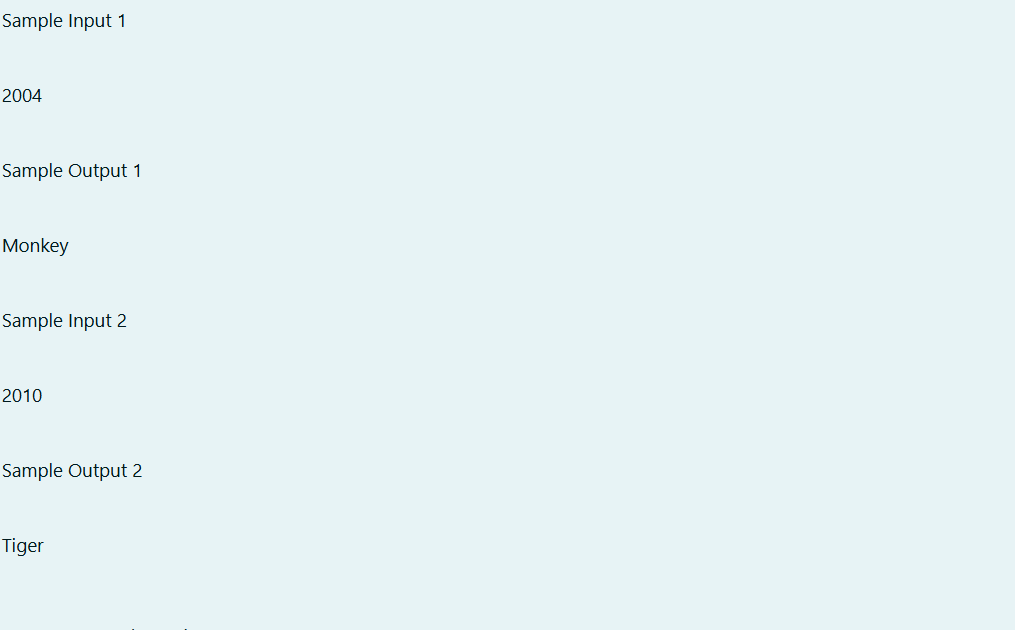 Sample Input 1
2004
Sample Output 1
Monkey
Sample Input 2
2010
Sample Output 2
Tiger